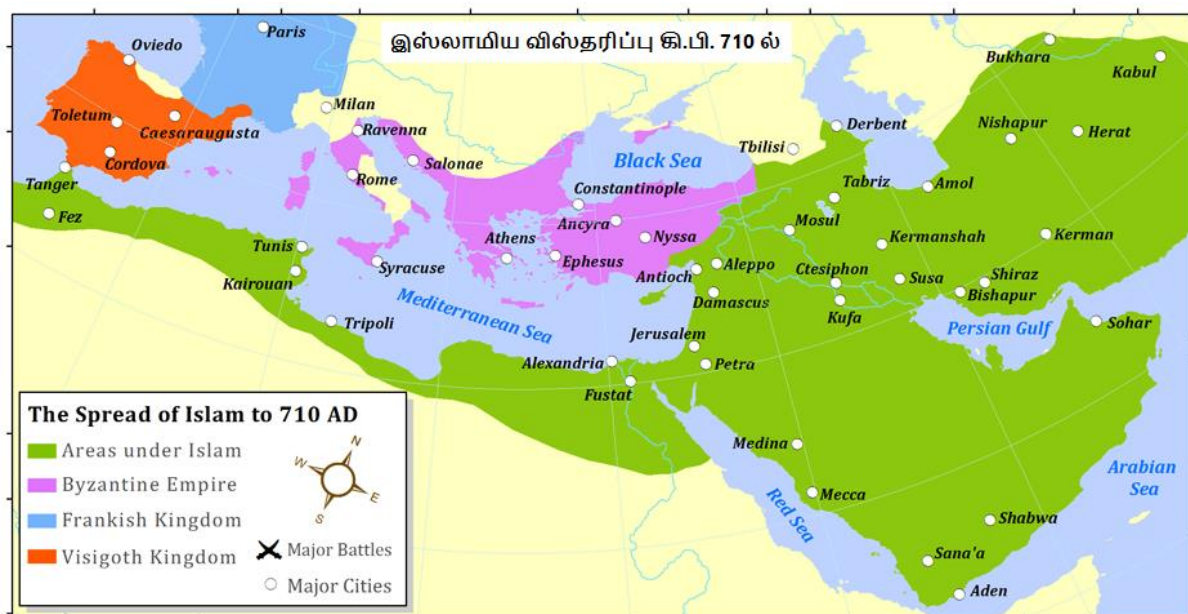 இஸ்லாமிய விஸ்தரிப்பு கி.பி. 710 ல்
Oviedo
Paris
Bukhara
Kabul
Toletum
Caesaraugusta
Milan
Ravenna
Derbent
Nishapur
Herat
Cordova
Salonae
Black Sea
Tbilisi
Tanger
Rome
Constantinople
Tabriz
Amol
Fez
Ancyra
Mosul
Tunis
Athens
Nyssa
Kermanshah
Kerman
Kairouan
Syracuse
Ephesus
Antioch
Aleppo
Ctesiphon
Susa
Shiraz
Bishapur
Mediterranean Sea
Damascus
Kufa
Tripoli
Jerusalem
Persian Gulf
Sohar
Alexandria
Petra
Fustat
The Spread of Islam to 710 AD
Areas under Islam
Byzantine Empire
Frankish Kingdom
Visigoth Kingdom
N
W
E
S
Major Battles
Major Cities
Medina
Mecca
Red Sea
Arabian
Sea
Shabwa
Sana'a
Aden